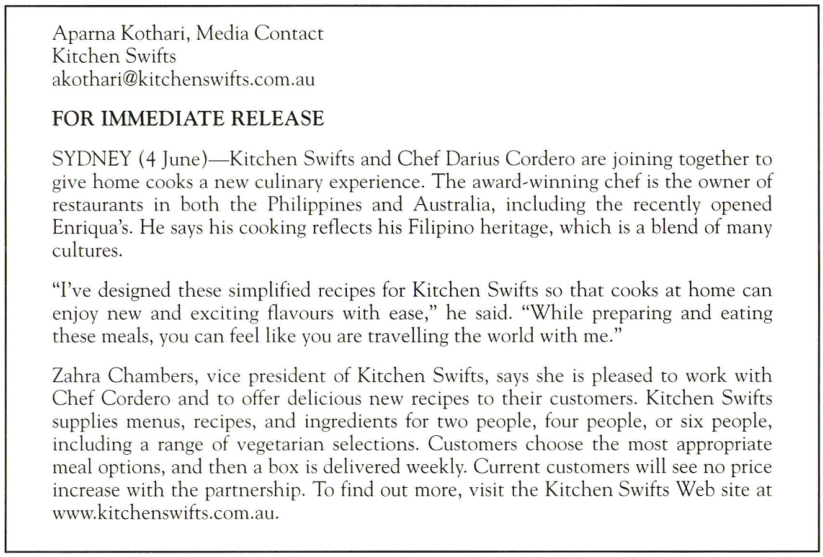 Aparna Kothari, Media Contact
Kitchen Swifts
akothari@kitchenswifts.com.au
FOR IMMEDIATE RELEASE
SYDNEY (4 June)—Kitchen Swifts and Chef Darius Cordero are joining together to
give home cooks a new culinary experience. The award-winning chef is the owner of
restaurants in both the Philippines and Australia, including the recently opened
Enriqua's. He says his cooking reflects his Filipino heritage, which is a blend of many
cultures.
“I've designed these simplified recipes for Kitchen Swifts so that cooks at home can
enjoy new and exciting flavours with ease,” he said. “While preparing and eating
these meals, you can feel like you are travelling the world with me.”
Zahra Chambers, vice president of Kitchen Swifts, says she is pleased to work with
Chef Cordero and to offer delicious new recipes to their customers. Kitchen Swifts
supplies menus, recipes, and ingredients for two people, four people, or six people,
including a range of vegetarian selections. Customers choose the most appropriate
meal options, and then a box is delivered weekly. Current customers will see no price
increase with the partnership. To find out more, visit the Kitchen Swifts Web site at
www.kitchenswifts.com.au.